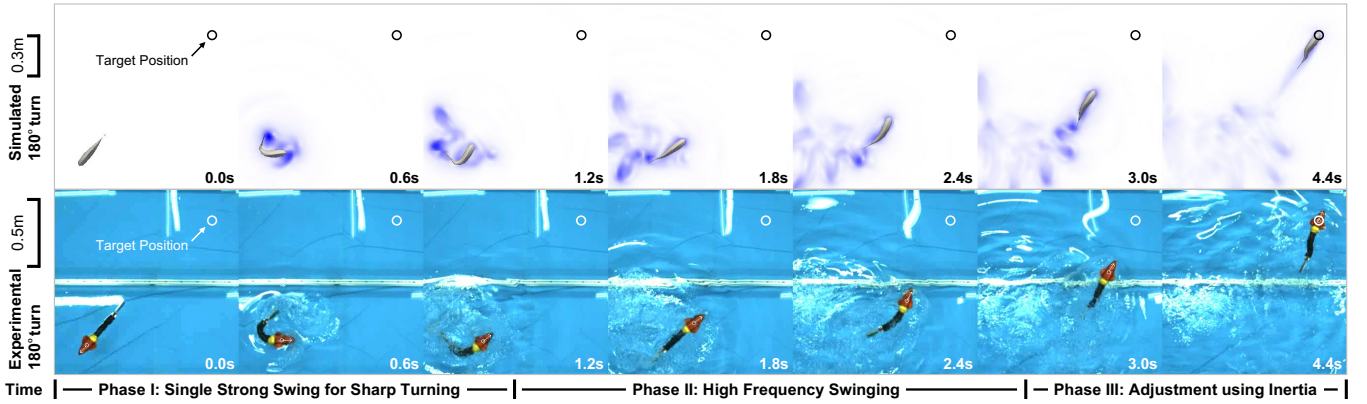 0.3m
Simulated
180° turn
Target Position
0.0s
0.6s
1.2s
1.8s
2.4s
3.0s
4.4s
0.5m
Experimental
180° turn
Target Position
0.0s
0.6s
1.2s
1.8s
2.4s
3.0s
4.4s
Time
Phase I: Single Strong Swing for Sharp Turning
Phase II: High Frequency Swinging
Phase III: Adjustment using Inertia